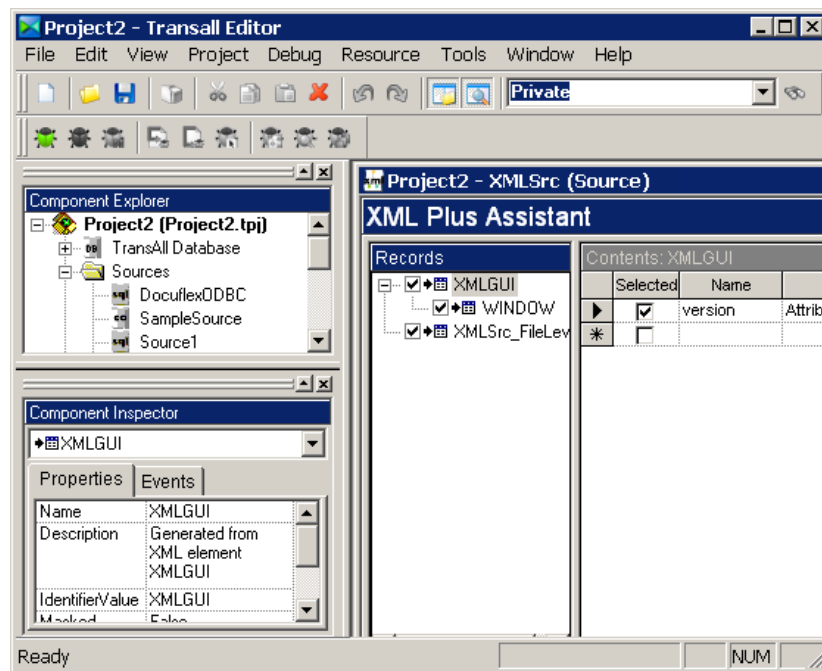 Project2 - Transall Editor
File Edit View Project Debug Resource Tools Window Help
Private
Component Explorer
Project2 (Project2.tpj)
TransAll Database
Sources
DocuflexODBC
SampleSource
Source1
Component Inspector
XMLGUI
Properties Events
Name XMLGUI
Description Generated from
XML element
XMLGUI
IdentifierValue XMLGUI
Masked False
Project2 - XMLSrc (Source)
XML Plus Assistant
Records
XMLGUI
WINDOW
XMLSrc_FileLev
Contents: XMLGUI
Selected Name
version Attrib
Ready
NUM